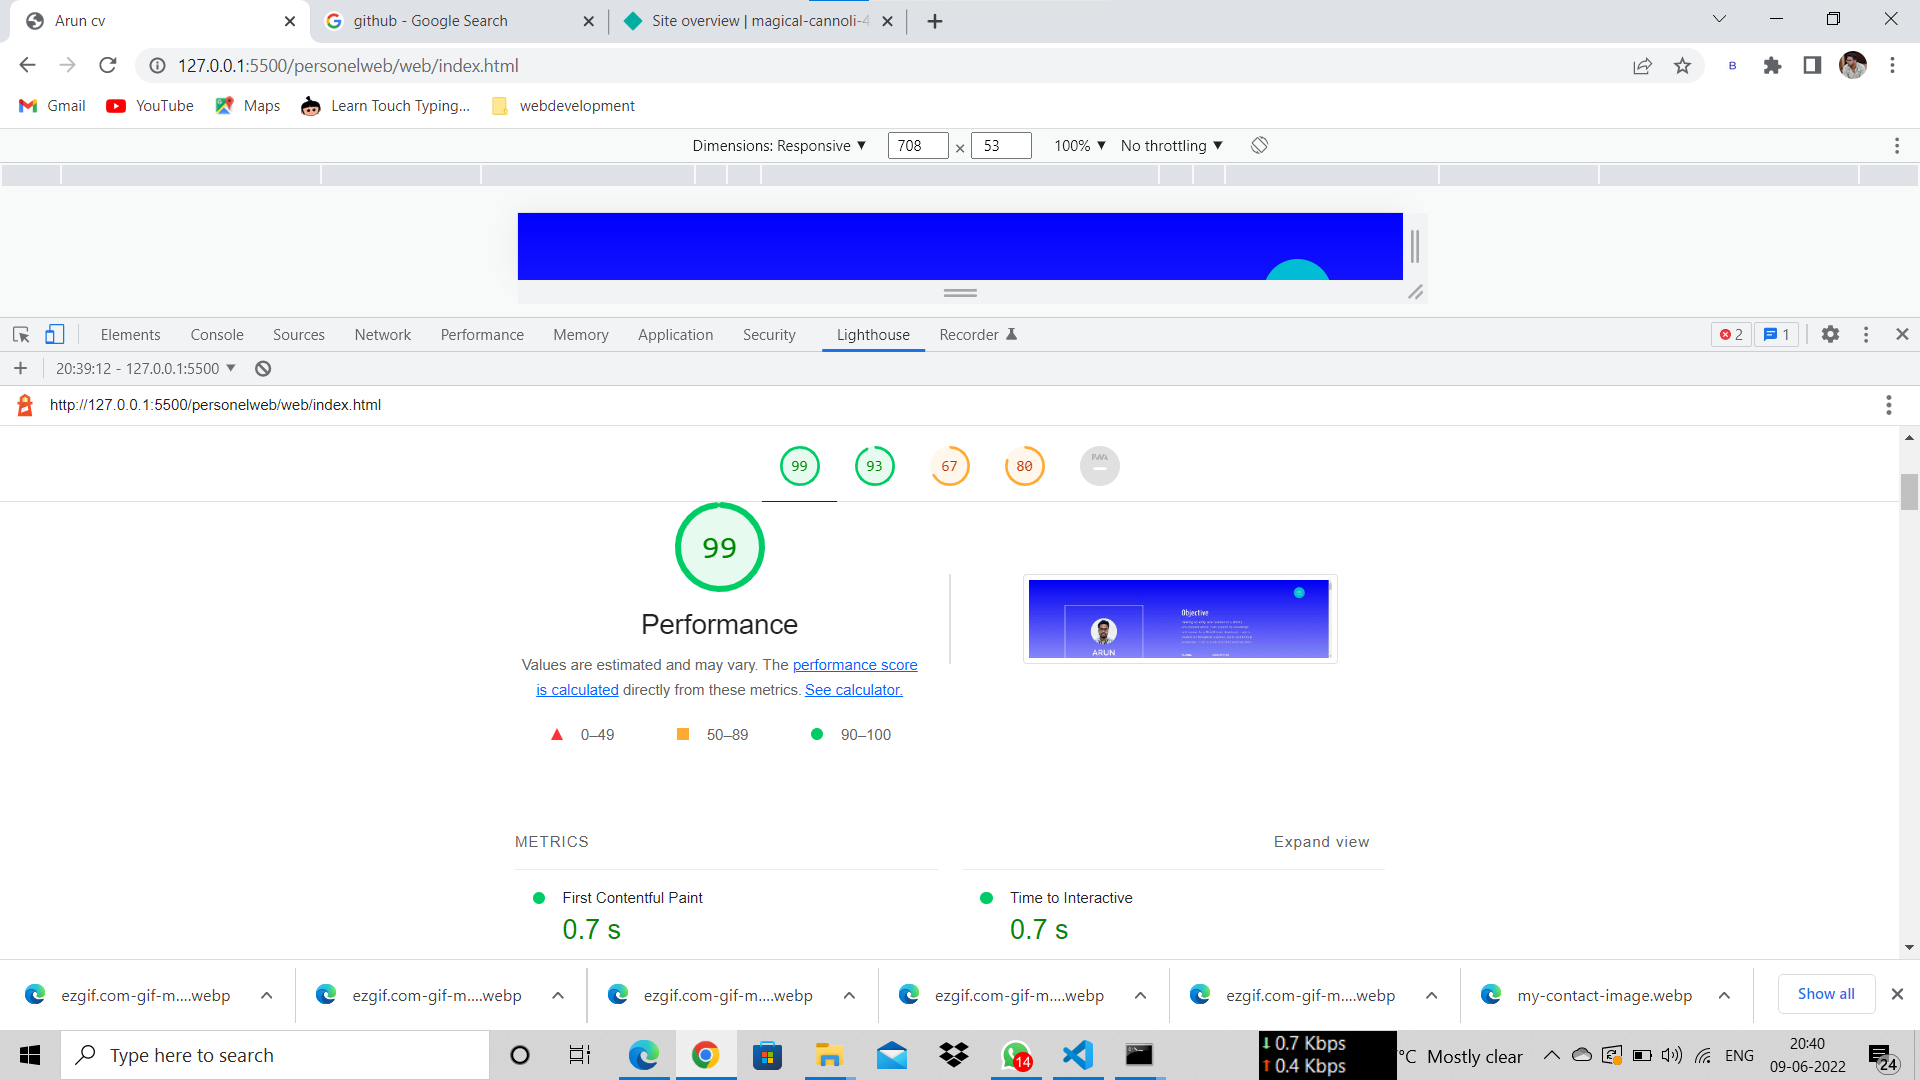 Arun cv
github - Google Search
Site overview | magical-cannoli-4
127.0.0.1:5500/personelweb/web/index.html
B
Gmail
YouTube
Maps
Learn Touch Typing...
webdevelopment
Dimensions: Responsive ▼ 708 × 53 100% ▼ No throttling ▼
Elements Console Sources Network Performance Memory Application Security Lighthouse Recorder
2
1
20:39:12 - 127.0.0.1:5500 ▼
http://127.0.0.1:5500/personelweb/web/index.html
99 93 67 80 PWA
99
Performance
Values are estimated and may vary. The performance score
is calculated directly from these metrics. See calculator.
0–49 50–89 90–100
Objective
ARUN
METRICS
Expand view
First Contentful Paint
0.7 s
Time to Interactive
0.7 s
ezgif.com-gif-m....webp
ezgif.com-gif-m....webp
ezgif.com-gif-m....webp
ezgif.com-gif-m....webp
ezgif.com-gif-m....webp
my-contact-image.webp
Show all
Type here to search
14
0.7 Kbps
0.4 Kbps
°C Mostly clear
ENG
20:40
09-06-2022
24